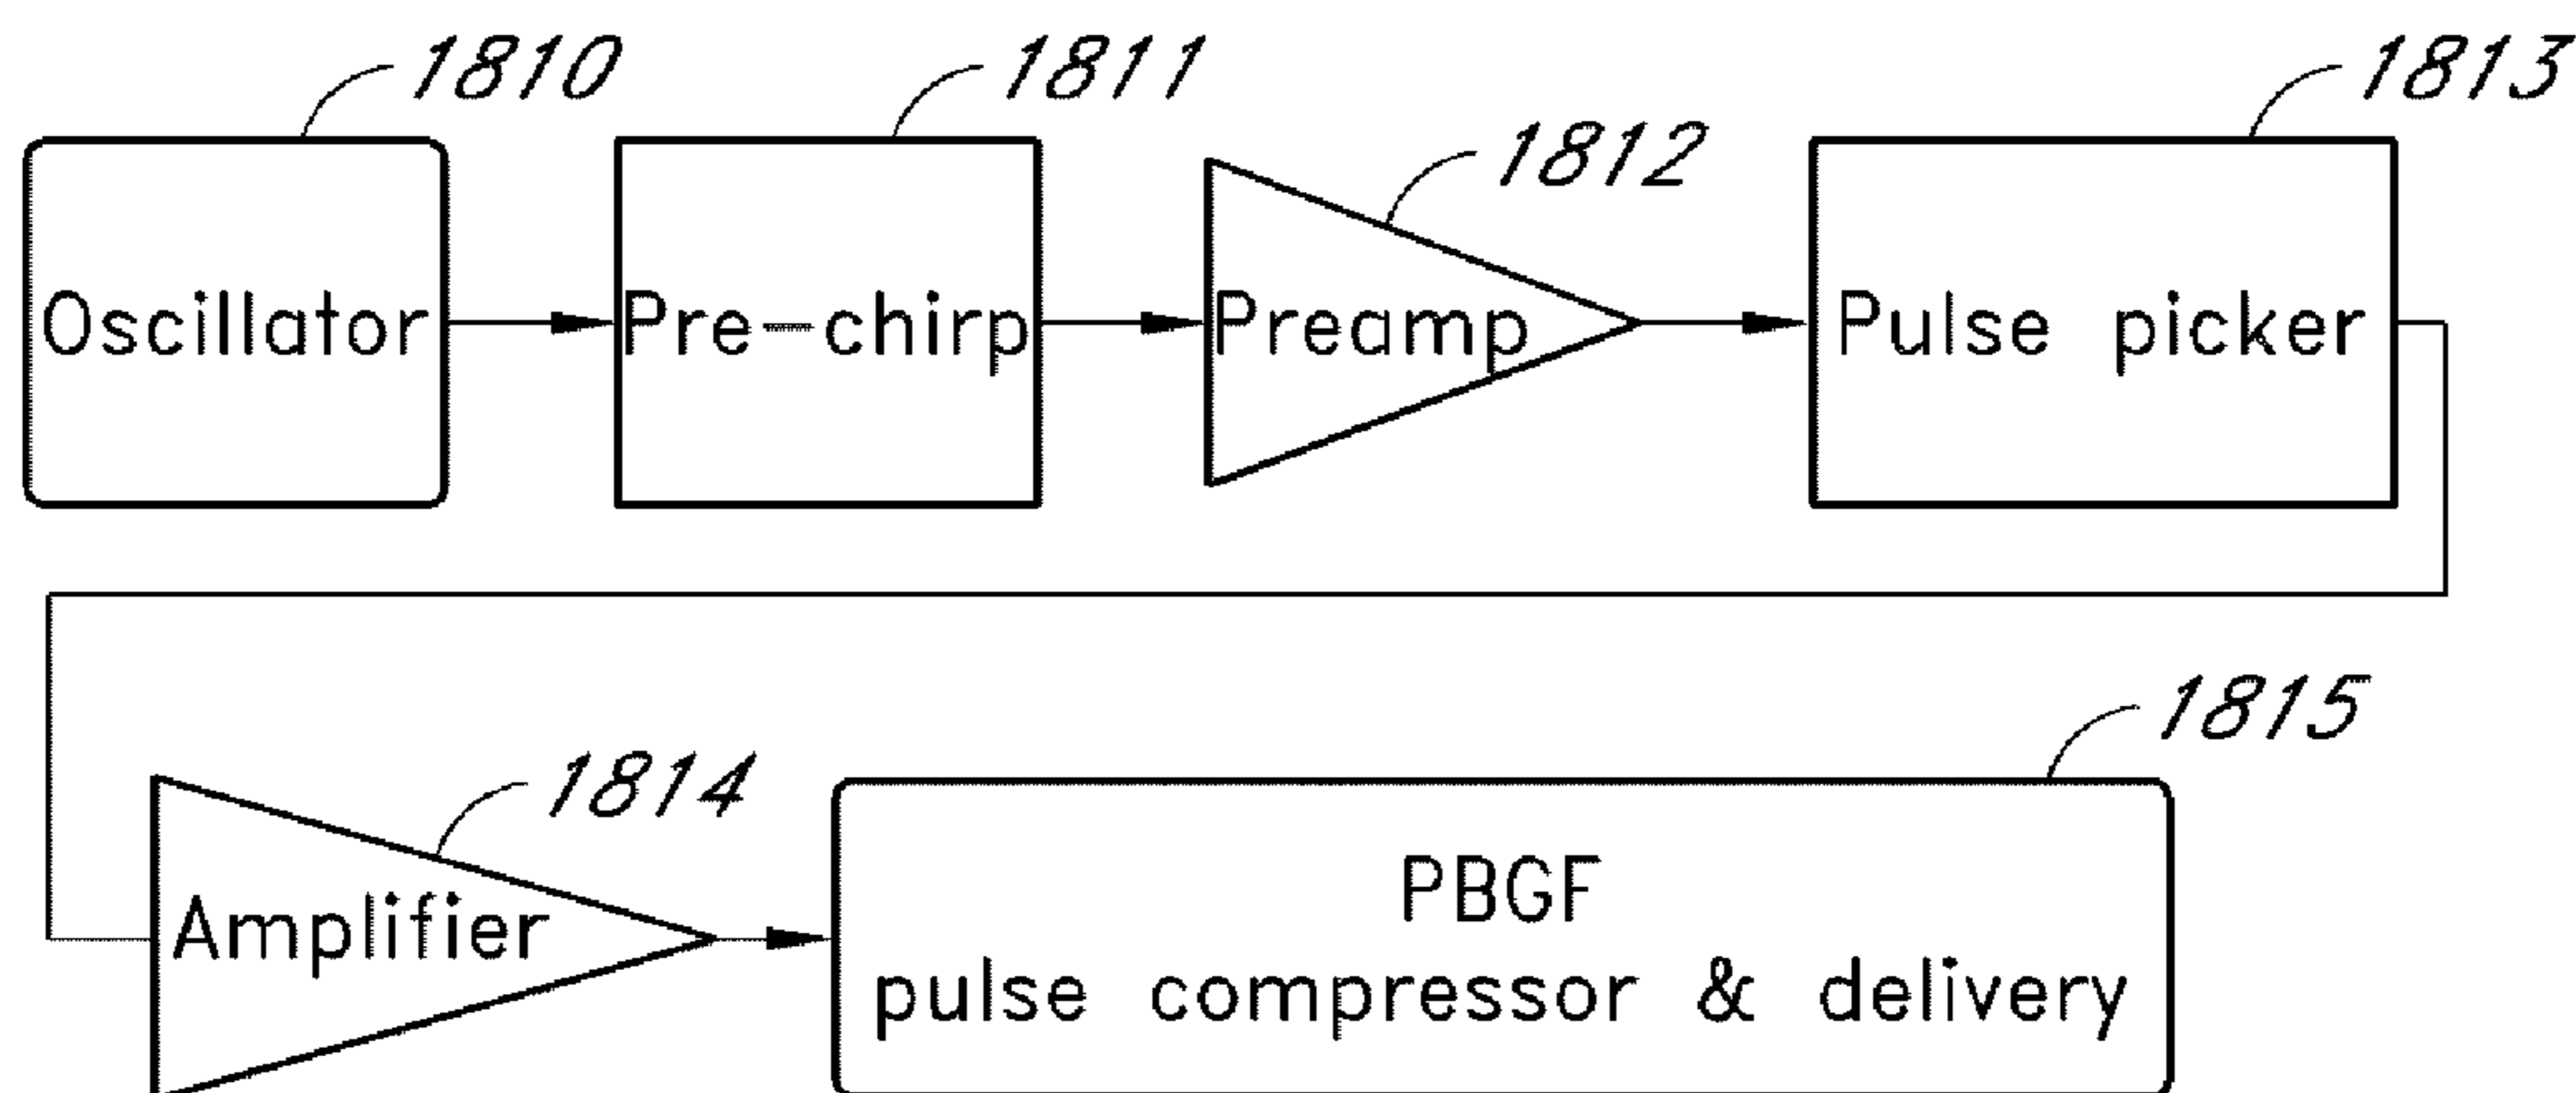 1810
1811
1812
1813
Oscillator
Pre-chirp
Preamp
Pulse picker
1814
1815
Amplifier
PBGF
pulse compressor & delivery